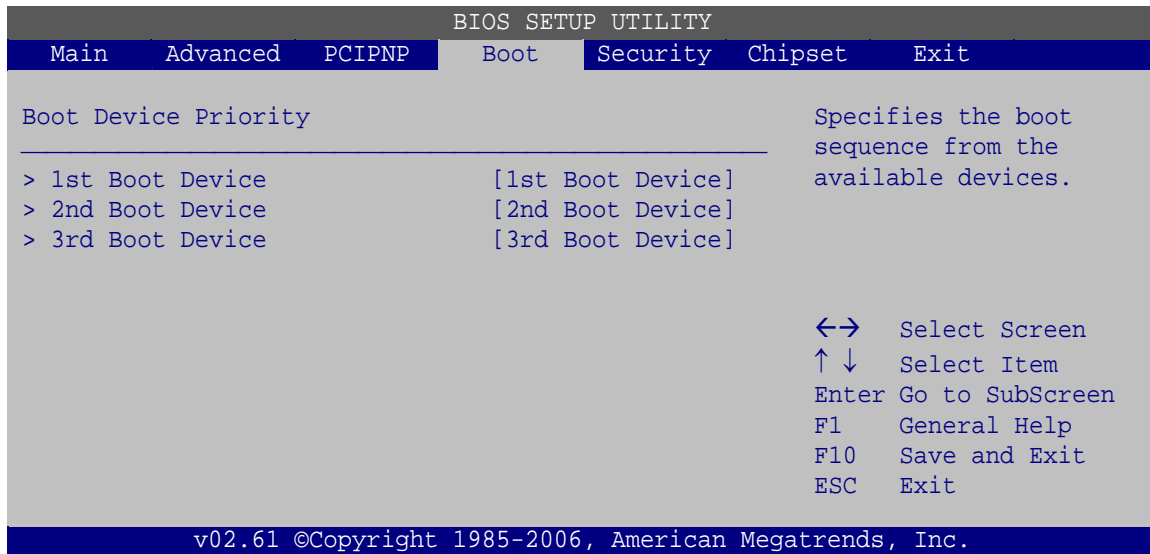 BIOS SETUP UTILITY
Main Advanced PCIPNP Boot Security Chipset Exit
Boot Device Priority
> 1st Boot Device [1st Boot Device]
> 2nd Boot Device [2nd Boot Device]
> 3rd Boot Device [3rd Boot Device]
Specifies the boot
sequence from the
available devices.
←→ Select Screen
↑ ↓ Select Item
Enter Go to SubScreen
F1 General Help
F10 Save and Exit
ESC Exit
v02.61 ©Copyright 1985-2006, American Megatrends, Inc.